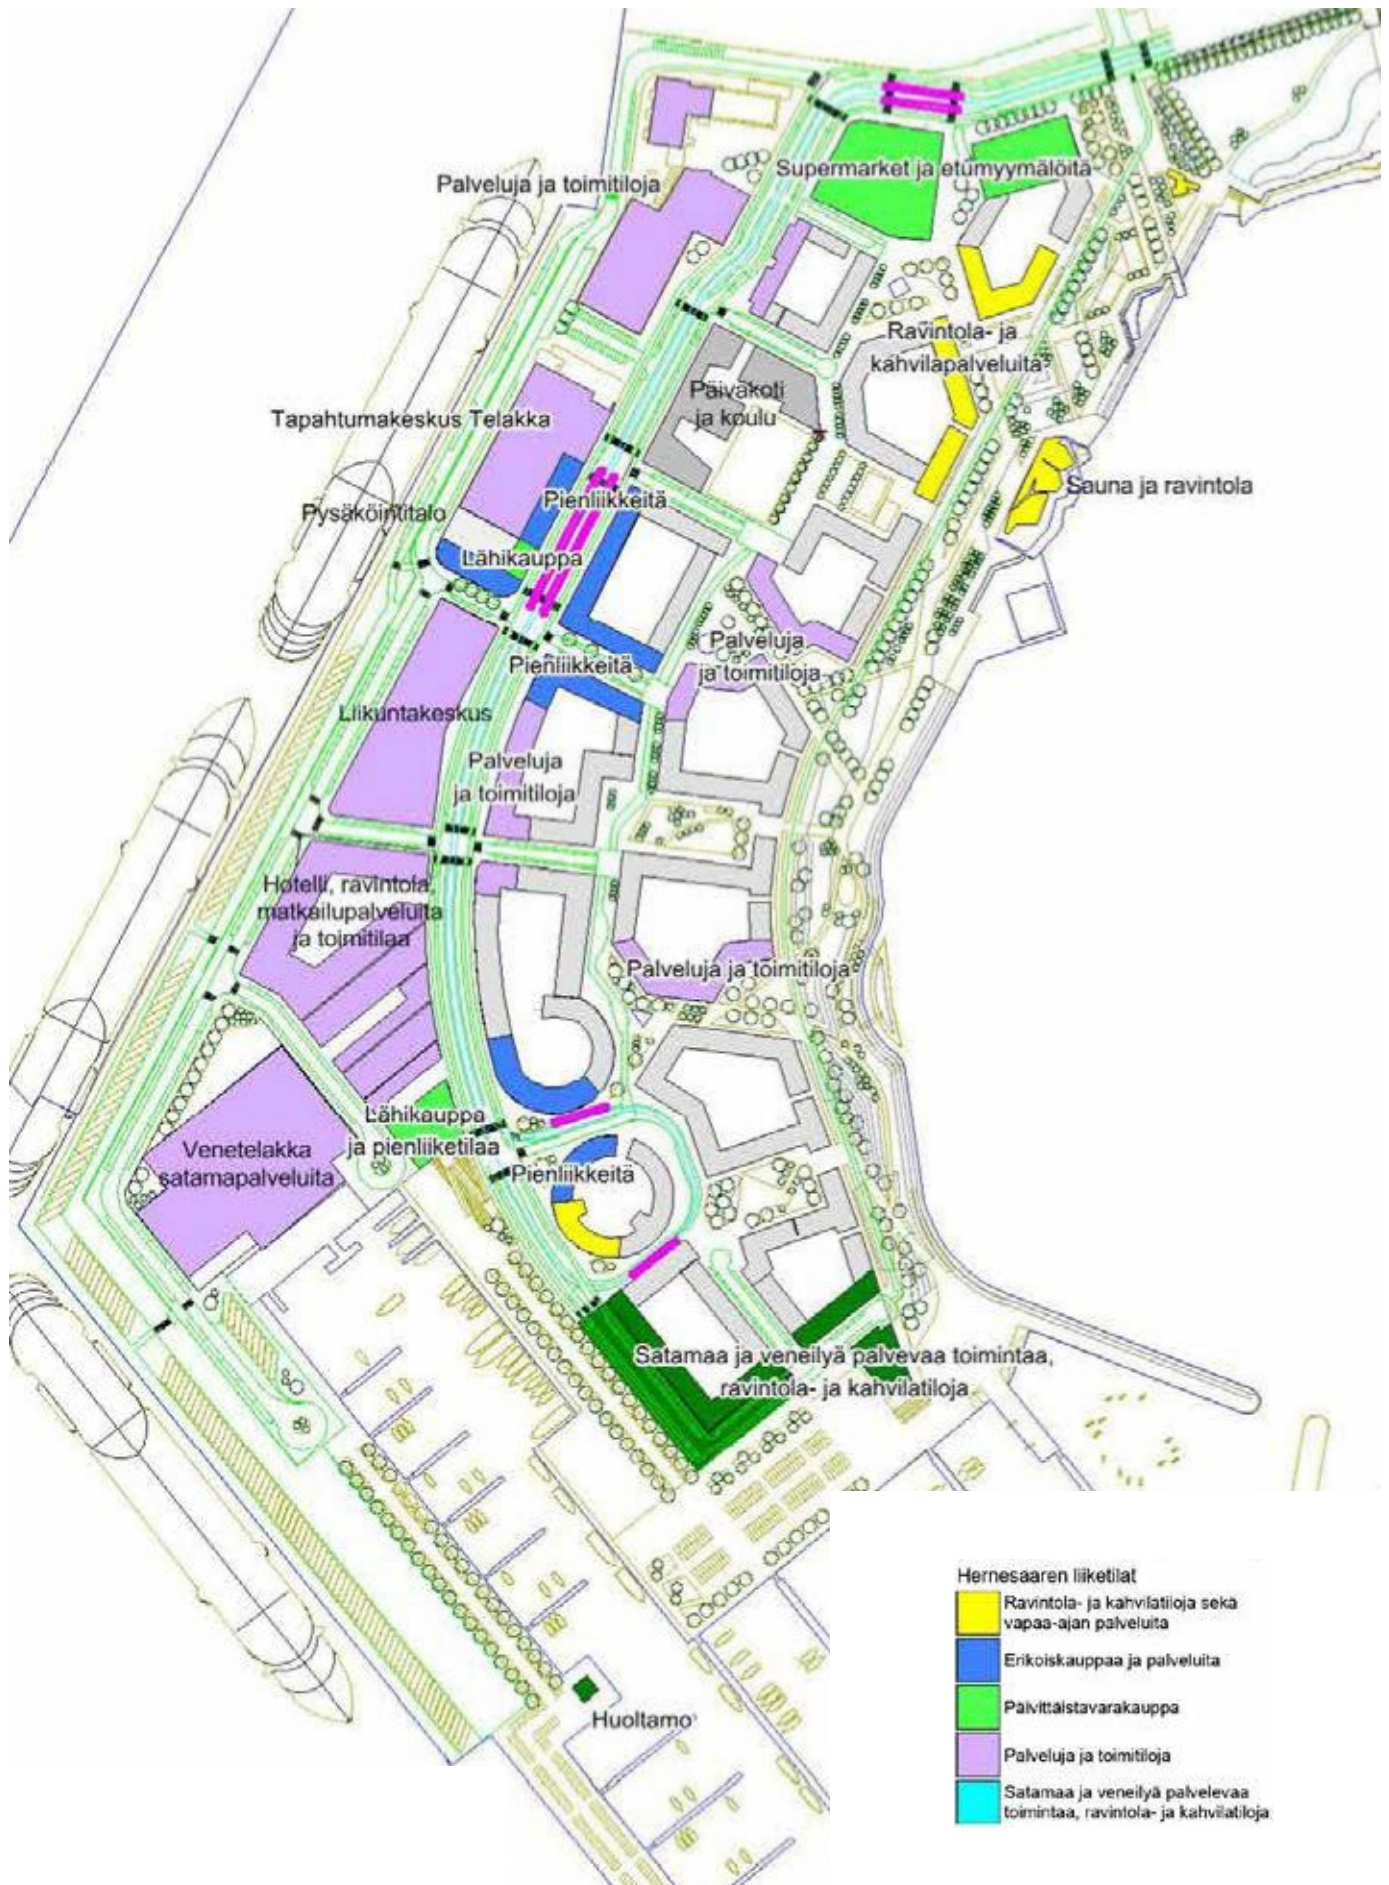 Supermarket ja etumyymälöitä
Palveluja ja toimitiloja
Ravintola- ja
kahvilapalveluita
Päiväkoti
ja koulu
Tapahtumakeskus Telakka
Sauna ja ravintola
Pienliikkeitä
Pysäköintitalo
Lähikauppa
Palveluja
ja toimitiloja
Pienliikkeitä
Liikuntakeskus
Palveluja
ja toimitiloja
Hotelli, ravintola,
matkailupalveluita
ja toimitilaa
Palveluja ja toimitiloja
Lähikauppa
ja pienliiketilaa
Venetelakka
satamapalveluita
Pienliikkeitä
Satamaa ja veneilyä palvevaa toimintaa,
ravintola- ja kahvilatiloja
Huoltamo
Hernesaaren liiketilat
Ravintola- ja kahvilatiloja sekä
vapaa-ajan palveluita
Erikoiskauppaa ja palveluita
Päivittäistavarakauppa
Palveluja ja toimitiloja
Satamaa ja veneilyä palvelevaa
toimintaa, ravintola- ja kahvilatiloja